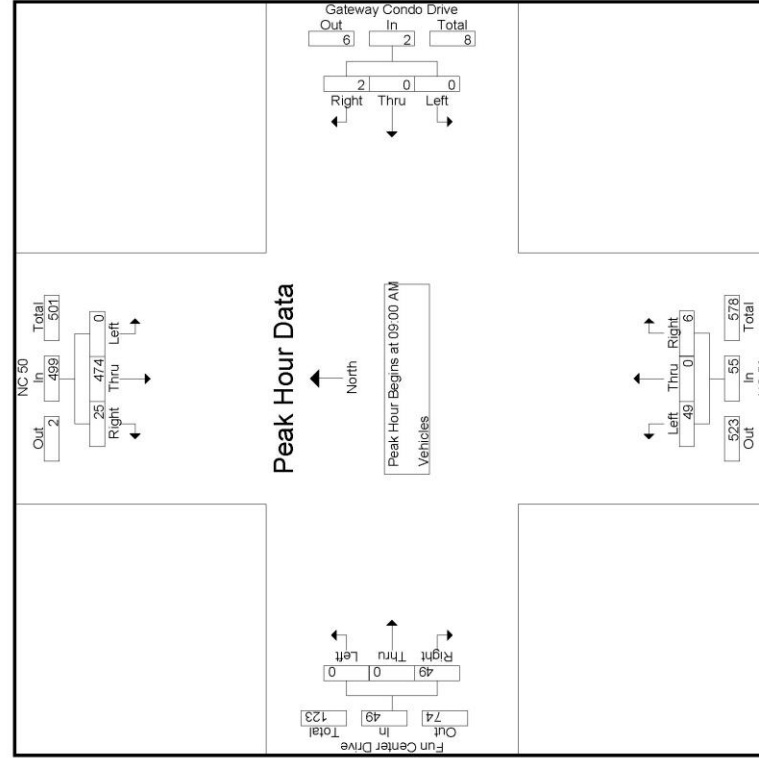 Gateway Condo Drive
Out In Total
6 2 8
2 0 0
Right Thru Left
NC 50
Out In Total
2 499 501
25 474 0
Right Thru Left
Peak Hour Data
North
Peak Hour Begins at 09:00 AM
Vehicles
Left Thru Right
49 0 6
523 55 578
Out In Total
Left Thru Right
0 0 49
123 49 74
Total In Out
Fun Center Drive